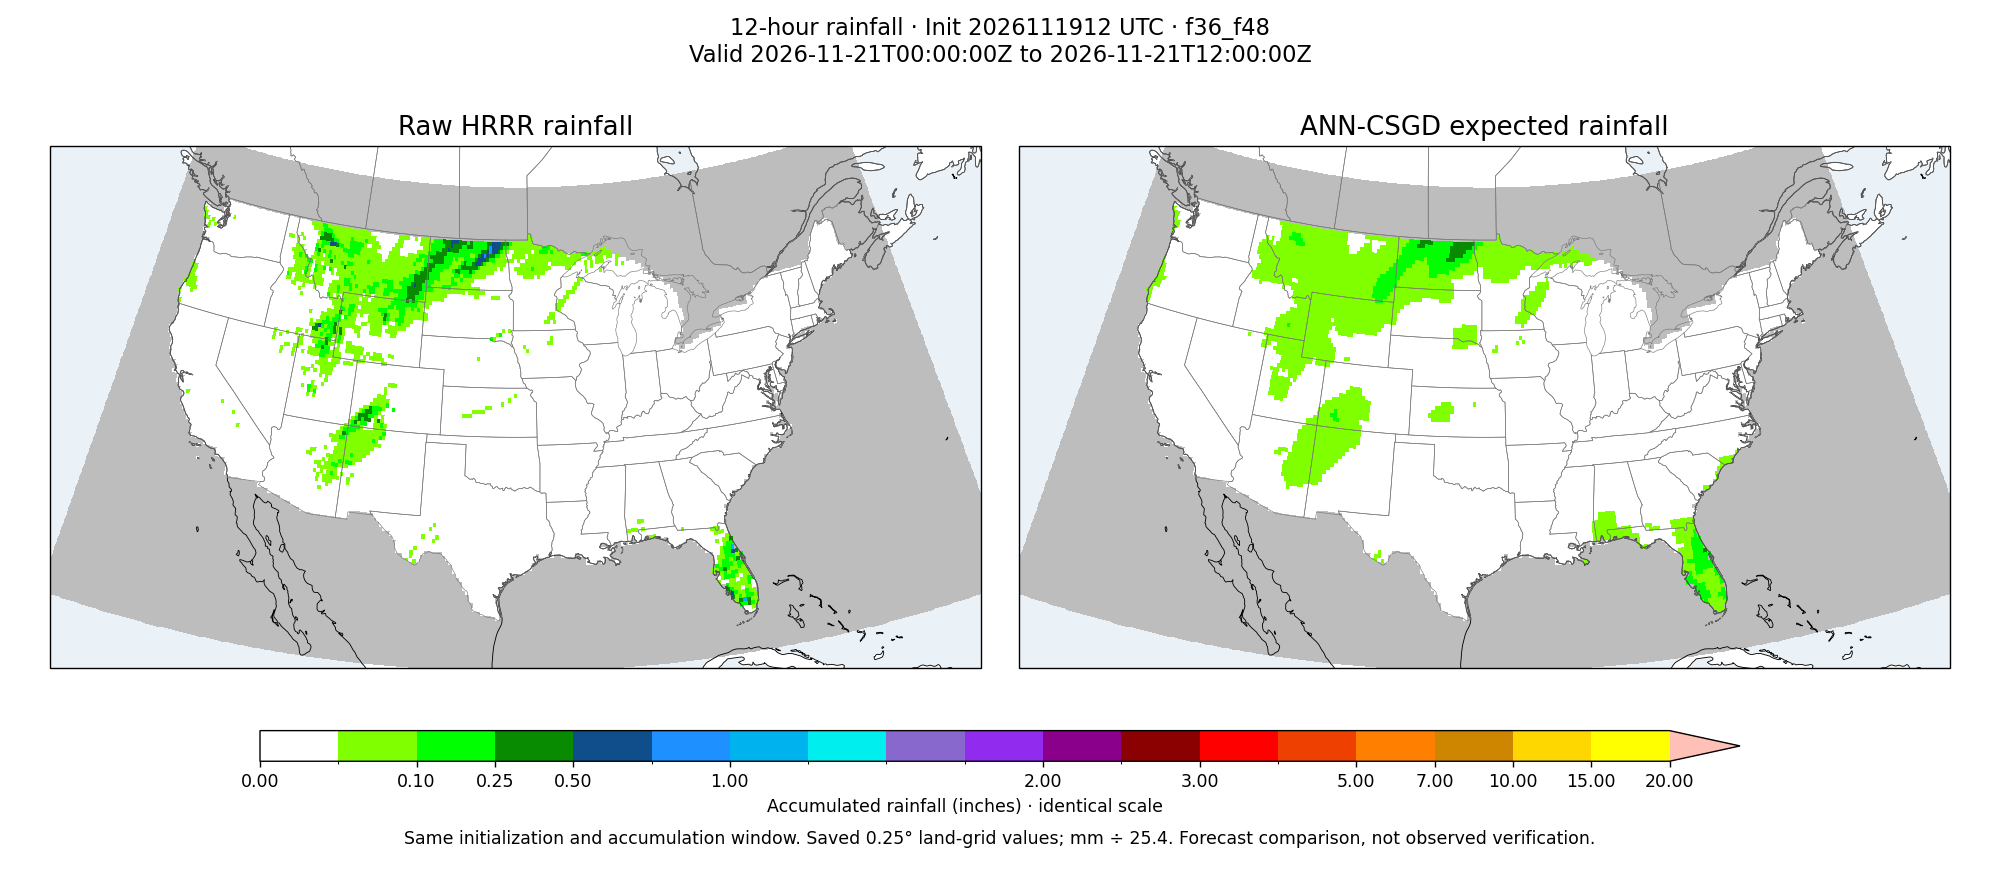 12-hour rainfall · Init 2026111912 UTC · f36_f48
Valid 2026-11-21T00:00:00Z to 2026-11-21T12:00:00Z
Raw HRRR rainfall
ANN-CSGD expected rainfall
0.00 0.10 0.25 0.50 1.00 2.00 3.00 5.00 7.00 10.00 15.00 20.00
Accumulated rainfall (inches) · identical scale
Same initialization and accumulation window. Saved 0.25° land-grid values; mm ÷ 25.4. Forecast comparison, not observed verification.